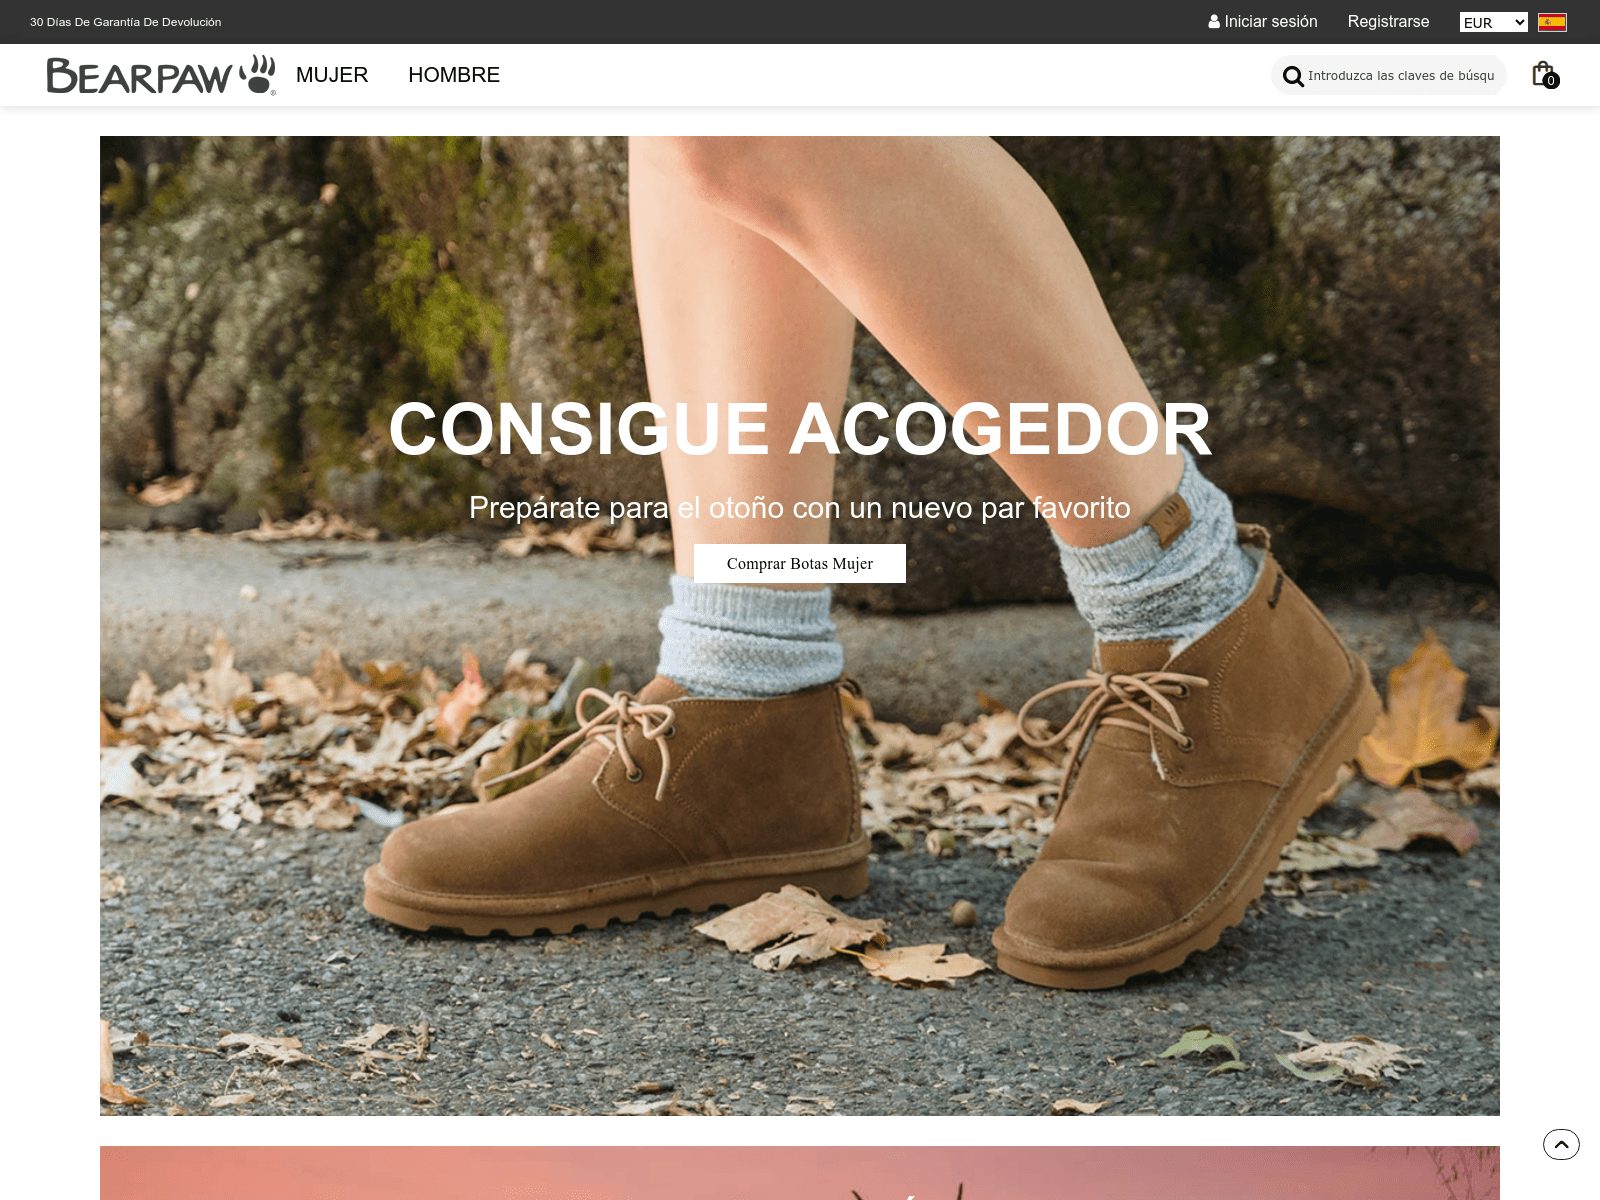 30 Días De Garantía De Devolución
Iniciar sesión
Registrarse
EUR
BEARPAW
®
MUJER
HOMBRE
Introduzca las claves de búsqu
0
CONSIGUE ACOGEDOR
Prepárate para el otoño con un nuevo par favorito
Comprar Botas Mujer